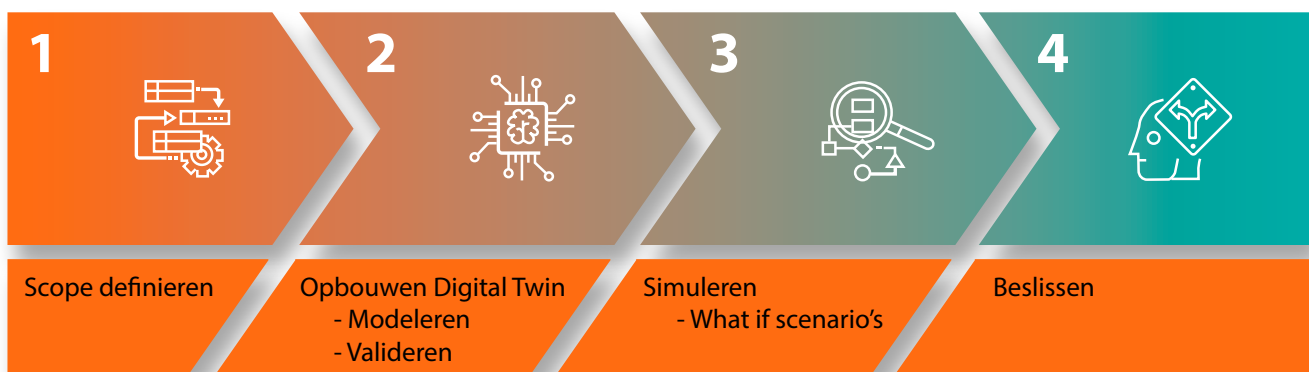 1
2
3
4
Scope definieren
Opbouwen Digital Twin
- Modeleren
- Valideren
Simuleren
- What if scenario's
Beslissen